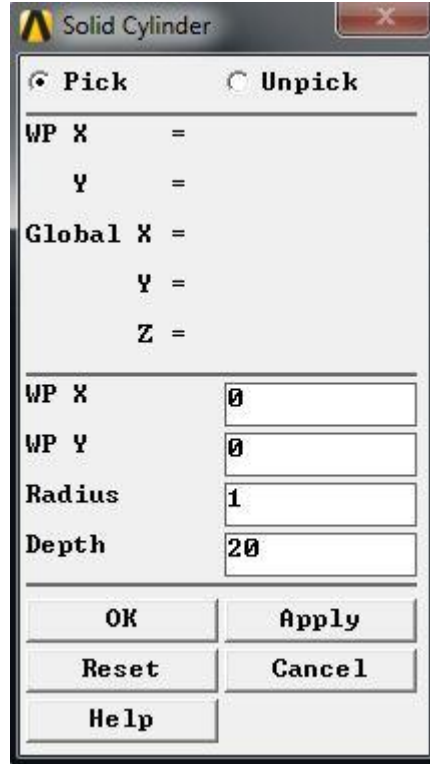 Solid Cylinder
Pick Unpick
WP X =
Y =
Global X =
Y =
Z =
WP X 0
WP Y 0
Radius 1
Depth 20
OK Apply
Reset Cancel
Help